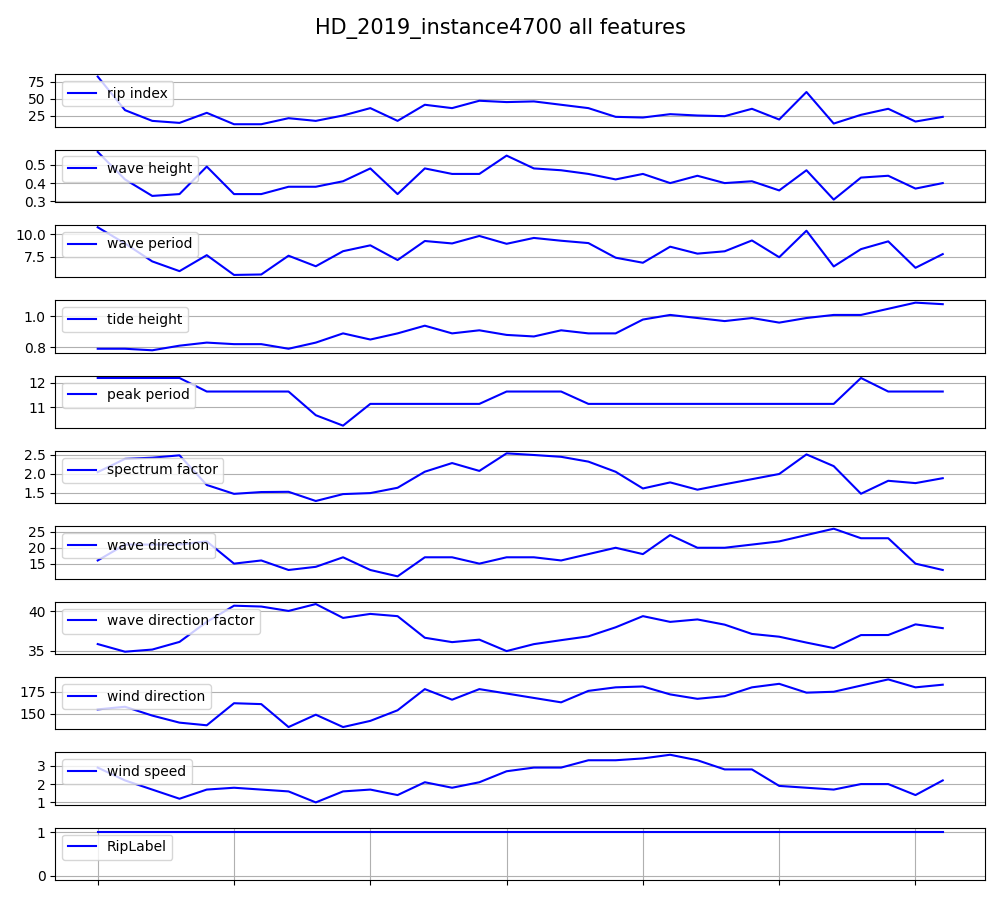 HD_2019_instance4700 all features
75
50
25
rip index
0.5
0.4
0.3
wave height
10.0
7.5
wave period
1.0
0.8
tide height
12
11
peak period
2.5
2.0
1.5
spectrum factor
25
20
15
wave direction
40
35
wave direction factor
175
150
wind direction
3
2
1
wind speed
1
0
RipLabel